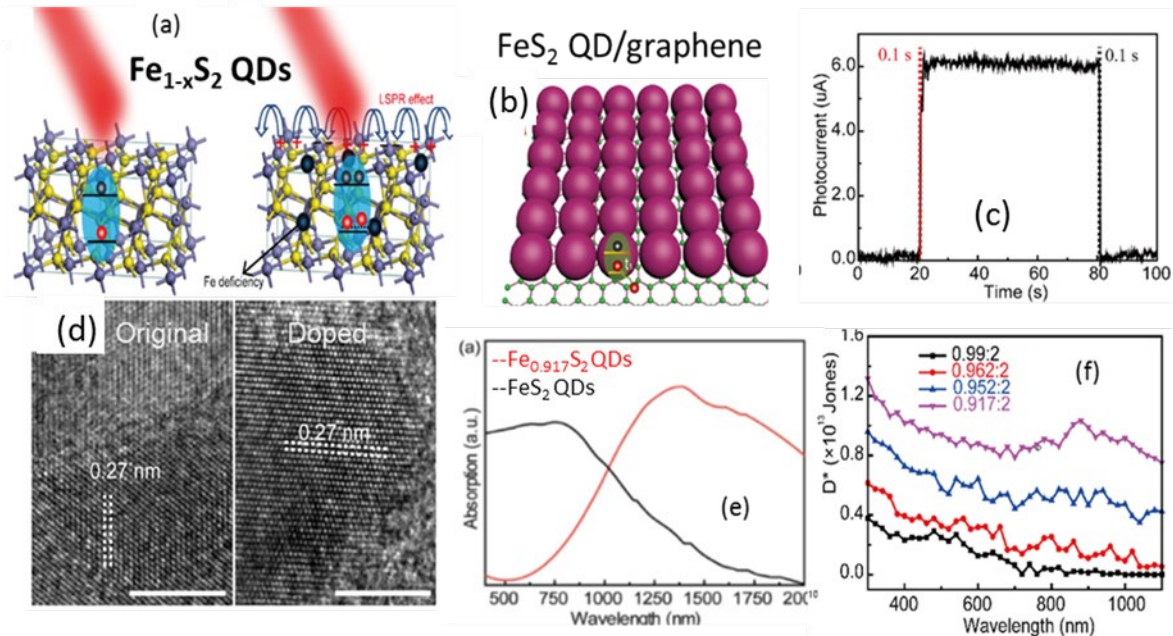 (a)
Fe1-xS2 QDs
LSPR effect
Fe deficiency
FeS2 QD/graphene
(b)
(c)
0.1 s
0.1 s
Photocurrent (uA)
6.0
4.0
2.0
0.0
0 20 40 60 80 100
Time (s)
(d)
Original
Doped
0.27 nm
0.27 nm
(a)
--Fe0.917S2 QDs
--FeS2 QDs
(e)
Absorption (a.u.)
500 750 1000 1250 1500 1750 200 10
Wavelength (nm)
(f)
0.99:2
0.962:2
0.952:2
0.917:2
D* (×10^13 Jones)
1.6
1.2
0.8
0.4
0.0
400 600 800 1000
Wavelength (nm)